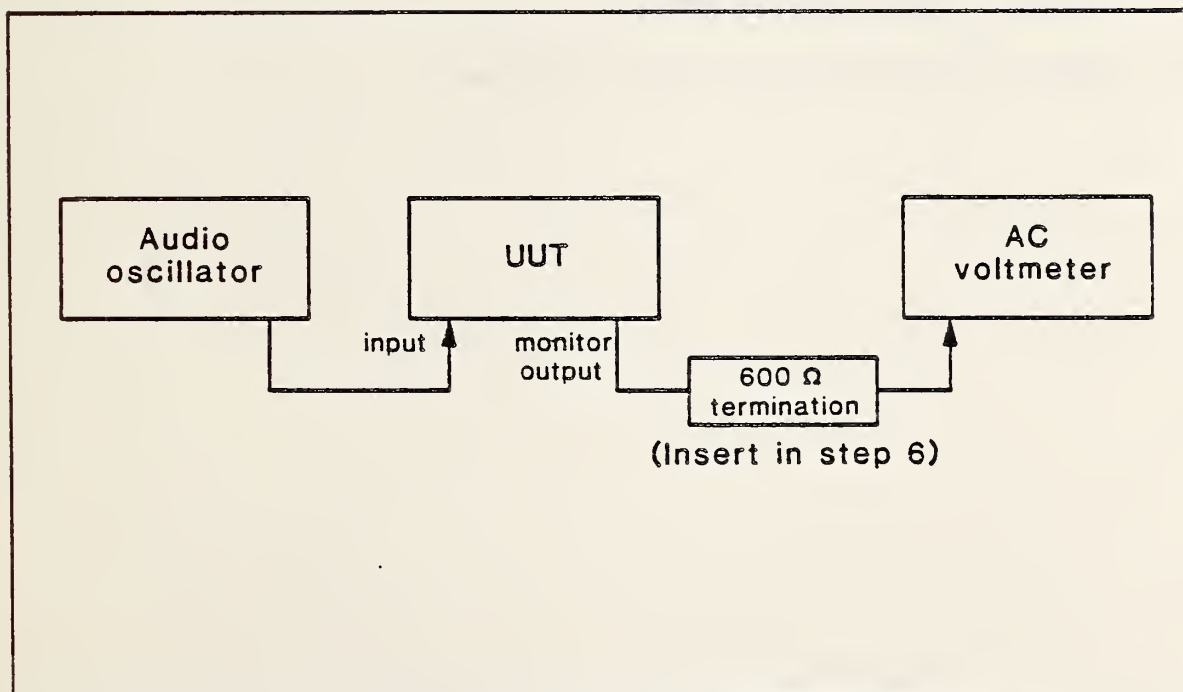 Audio
oscillator
UUT
AC
voltmeter
input
monitor
output
600 Ω
termination
(Insert in step 6)